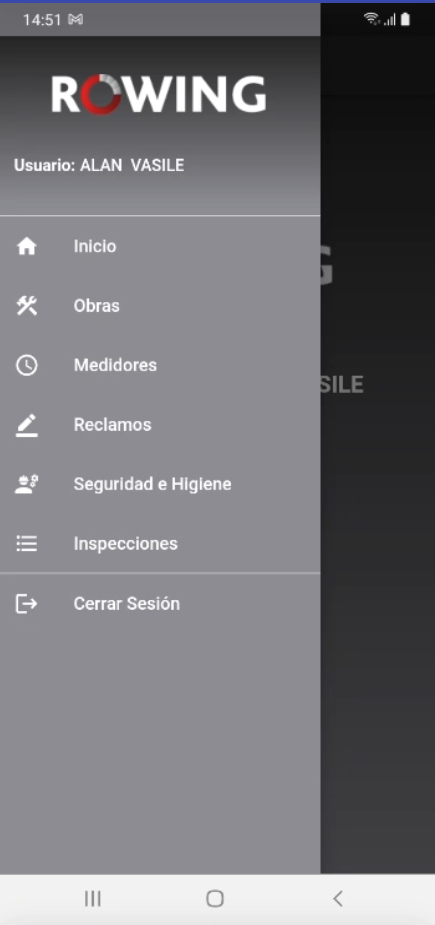 14:51
ROWING
Usuario: ALAN VASILE
Inicio
Obras
Medidores
Reclamos
Seguridad e Higiene
Inspecciones
Cerrar Sesión
G
SILE